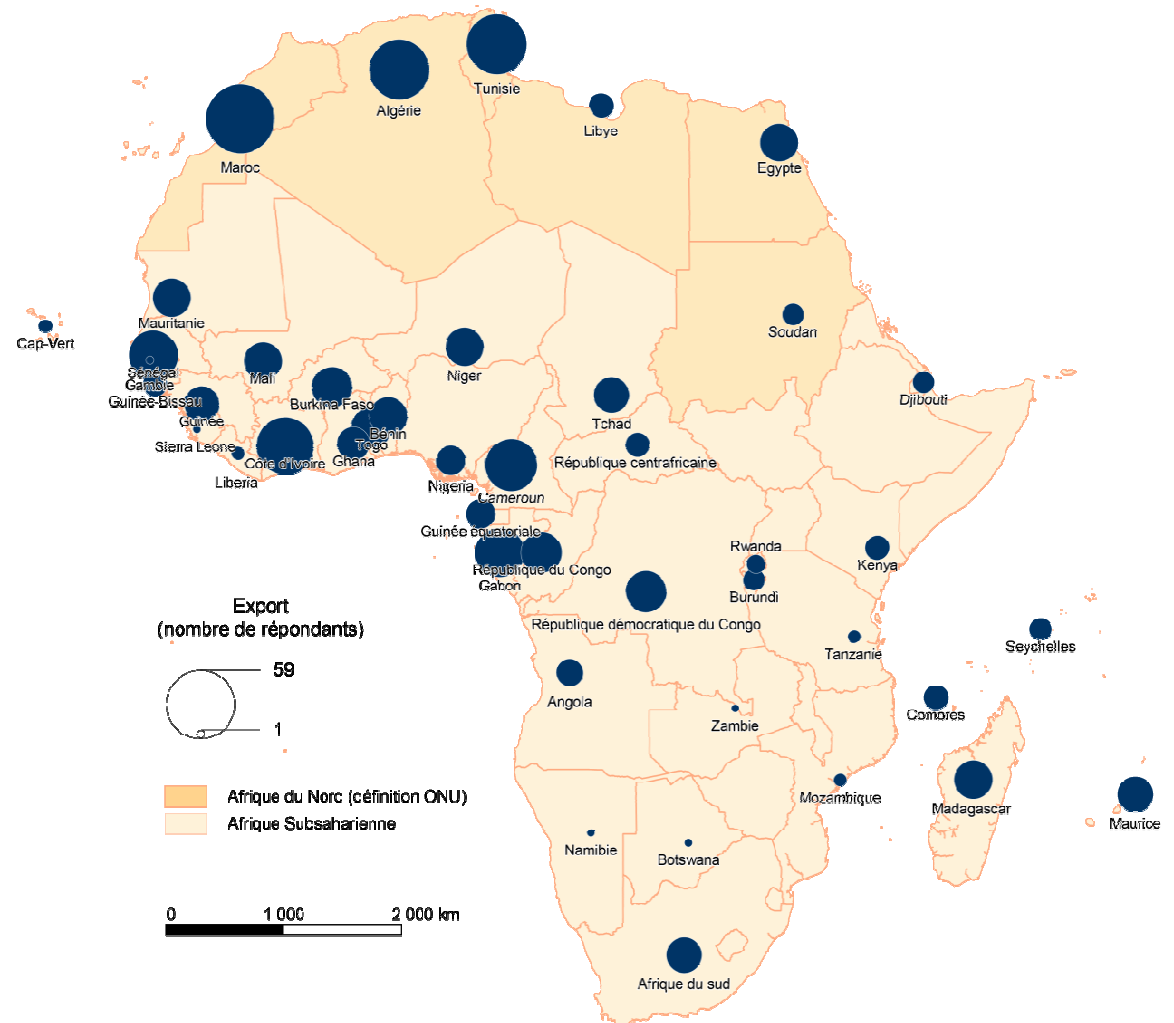 Tunisie
Algérie
Libye
Maroc
Egypte
Mauritanie
Soudan
Cap-Vert
Sénégal
Mali
Niger
Gambie
Burkina Faso
Djibouti
Guinée-Bissau
Guinée
Tchad
Bénin
Togo
Sierra Leone
Côte d'Ivoire
Ghana
République centrafricaine
Liberia
Nigeria
Cameroun
Guinée équatoriale
Rwanda
Kenya
République du Congo
Gabon
Burundi
Export
(nombre de répondants)
République démocratique du Congo
Seychelles
Tanzanie
59
Angola
Comores
1
Zambie
Afrique du Norc (céfinition ONU)
Mozambique
Madagascar
Afrique Subsaharienne
Maurice
Namibie
Botswana
0 1 000 2 000 km
Afrique du sud